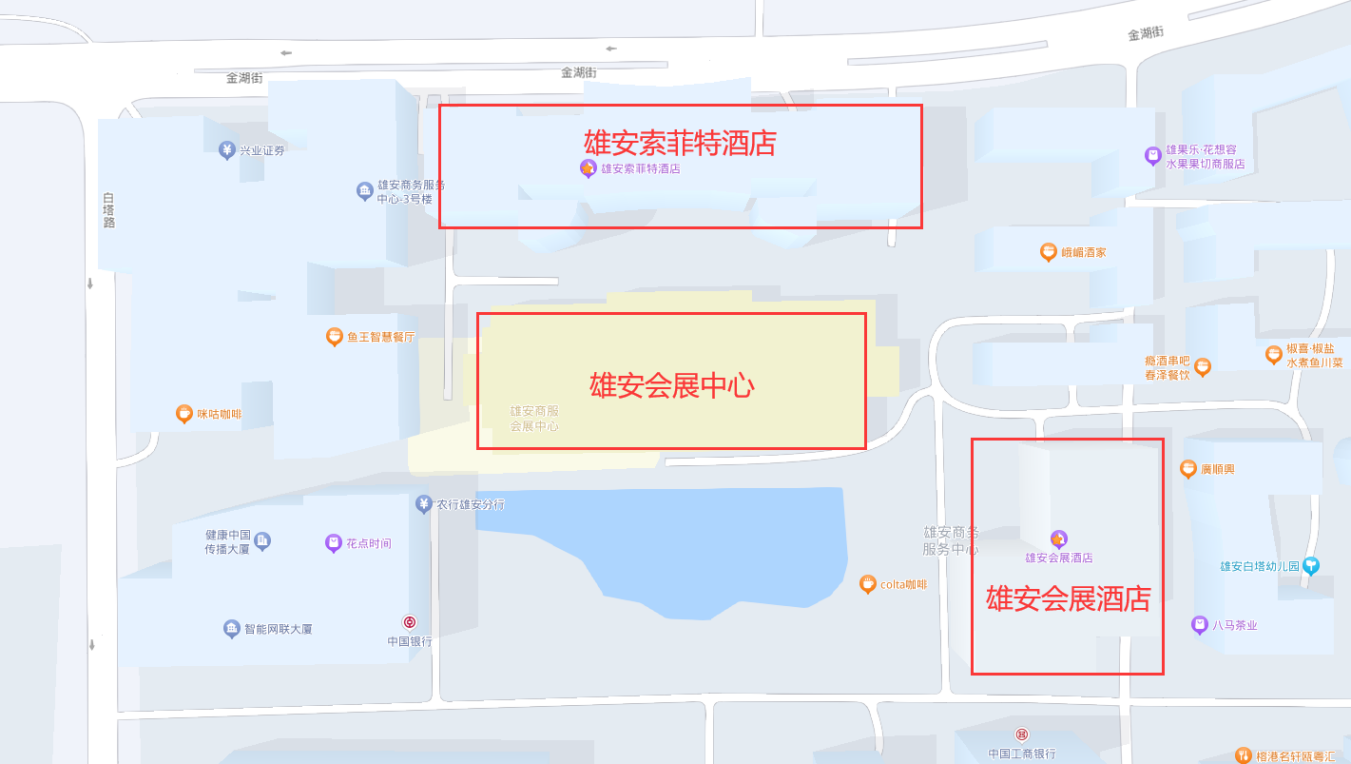 金湖街
金湖街
金湖街
雄安索菲特酒店
雄安索菲特酒店
兴业证券
雄安商务服务
中心-3号楼
白塔路
雄果乐·花想容
水果果切商服店
峨嵋酒家
鱼王智慧餐厅
雄安会展中心
雄安商服
会展中心
咪咕咖啡
瘾酒串吧
春泽餐饮
椒喜·椒盐
水煮鱼川菜
廣順興
农行雄安分行
健康中国
传播大厦
花点时间
雄安商务
服务中心
雄安会展酒店
雄安会展酒店
雄安白塔幼儿园
colta咖啡
八马茶业
智能网联大厦
中国银行
中国工商银行
榕港名轩瓯粤汇